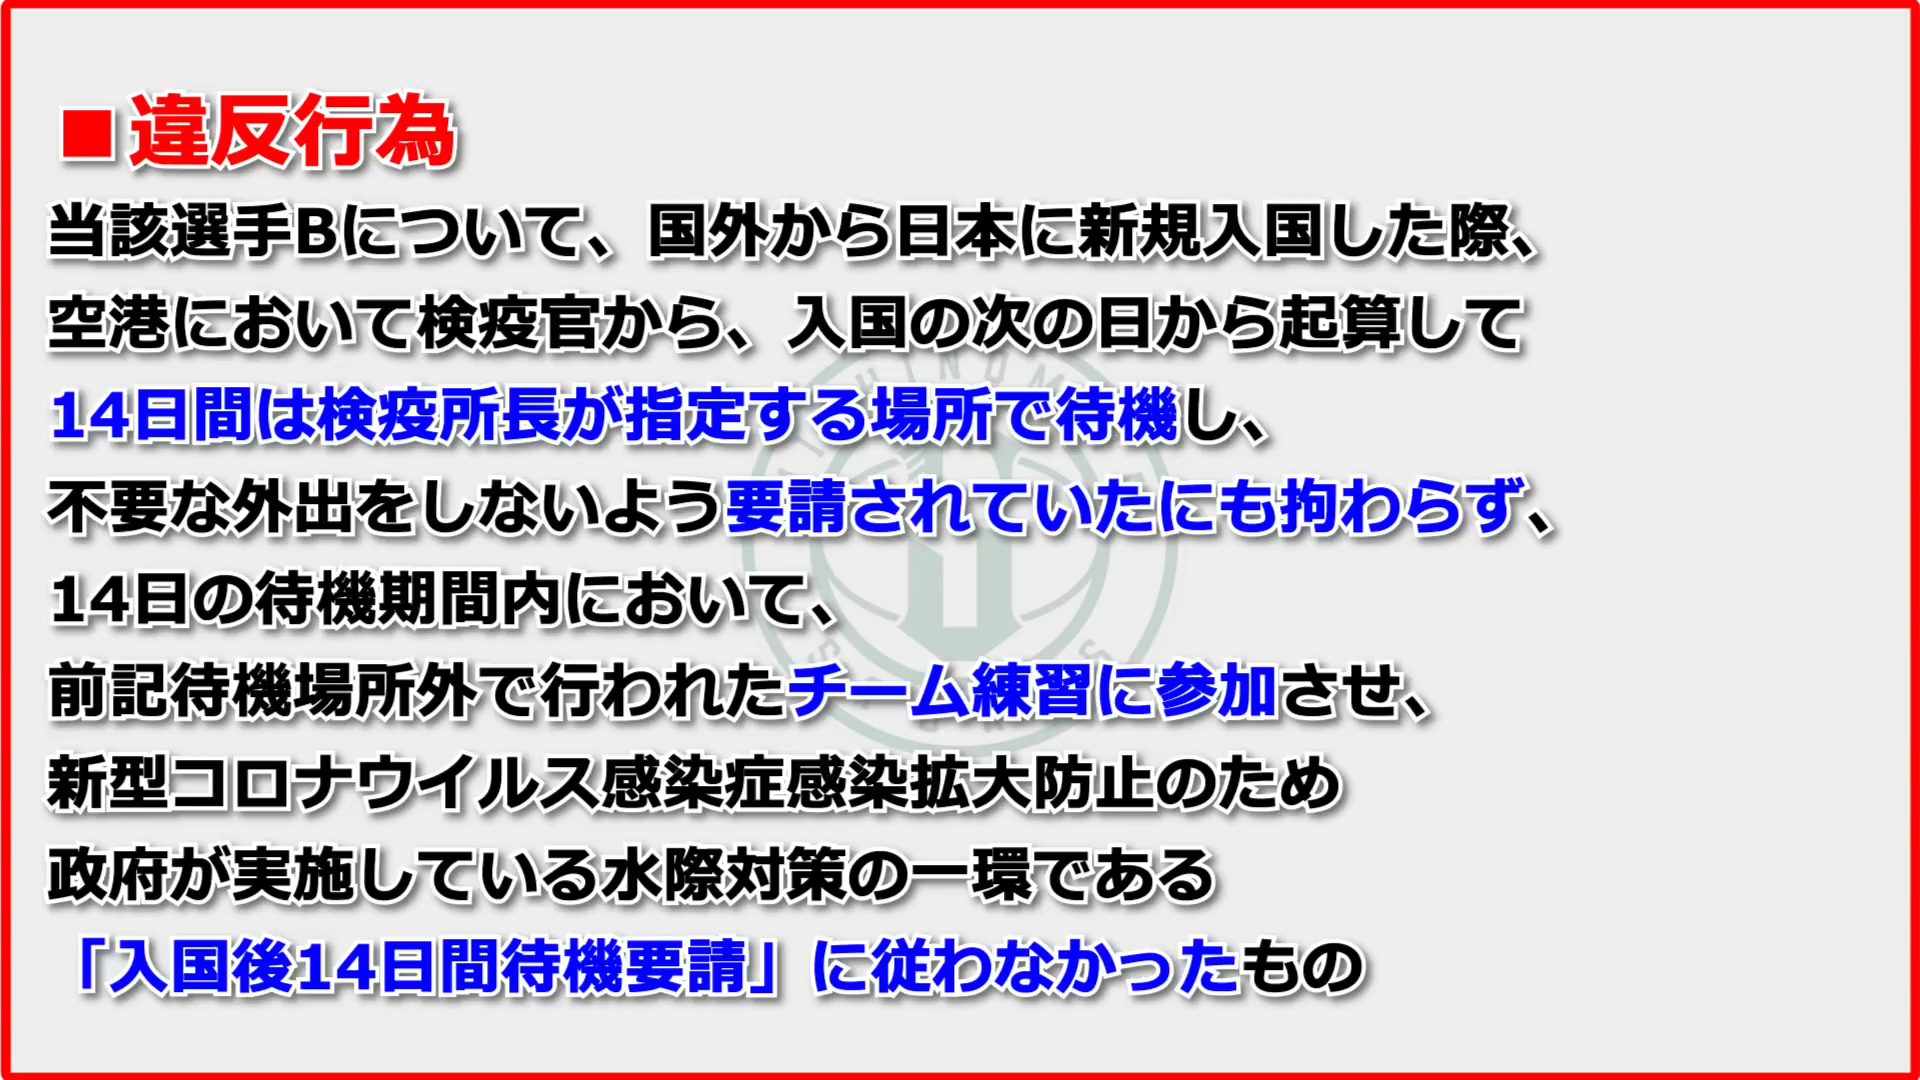 ■違反行為
当該選手Bについて、国外から日本に新規入国した際、
空港において検疫官から、入国の次の日から起算して
14日間は検疫所長が指定する場所で待機し、
不要な外出をしないよう要請されていたにも拘わらず、
14日の待機期間内において、
前記待機場所外で行われたチーム練習に参加させ、
新型コロナウイルス感染症感染拡大防止のため
政府が実施している水際対策の一環である
「入国後14日間待機要請」に従わなかったもの